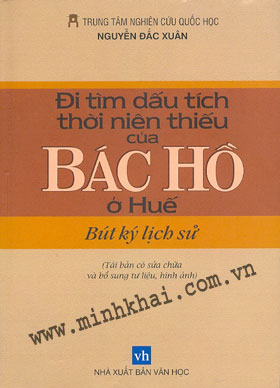 TRUNG TÂM NGHIÊN CỨU QUỐC HỌC
NGUYỄN ĐẮC XUÂN
Đi tìm dấu tích
thời niên thiếu
của
BÁC HỒ
ở Huế
Bút ký lịch sử
(Tái bản có sửa chữa
và bổ sung tư liệu, hình ảnh)
www.minhkhai.com.vn
vh
NHÀ XUẤT BẢN VĂN HỌC